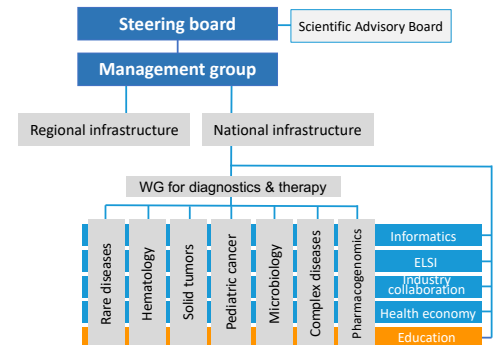 Steering board
Scientific Advisory Board
Management group
Regional infrastructure
National infrastructure
WG for diagnostics & therapy
Rare diseases
Hematology
Solid tumors
Pediatric cancer
Microbiology
Complex diseases
Pharmacogenomics
Informatics
ELSI
Industry
collaboration
Health economy
Education